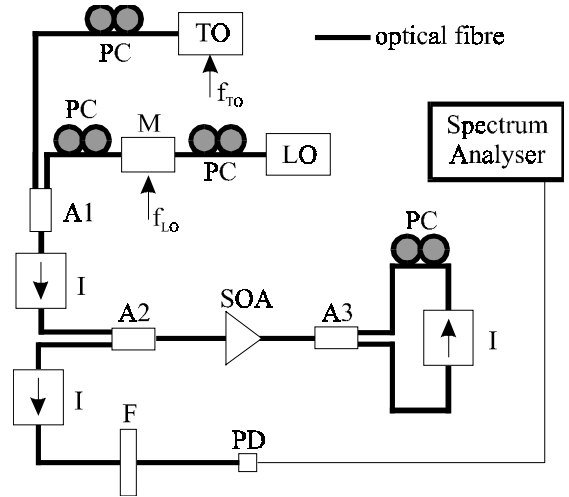 TO
optical fibre
PC
f_TO
PC
M
Spectrum
Analyser
LO
PC
f_LO
A1
PC
I
SOA
A2
A3
I
I
F
PD